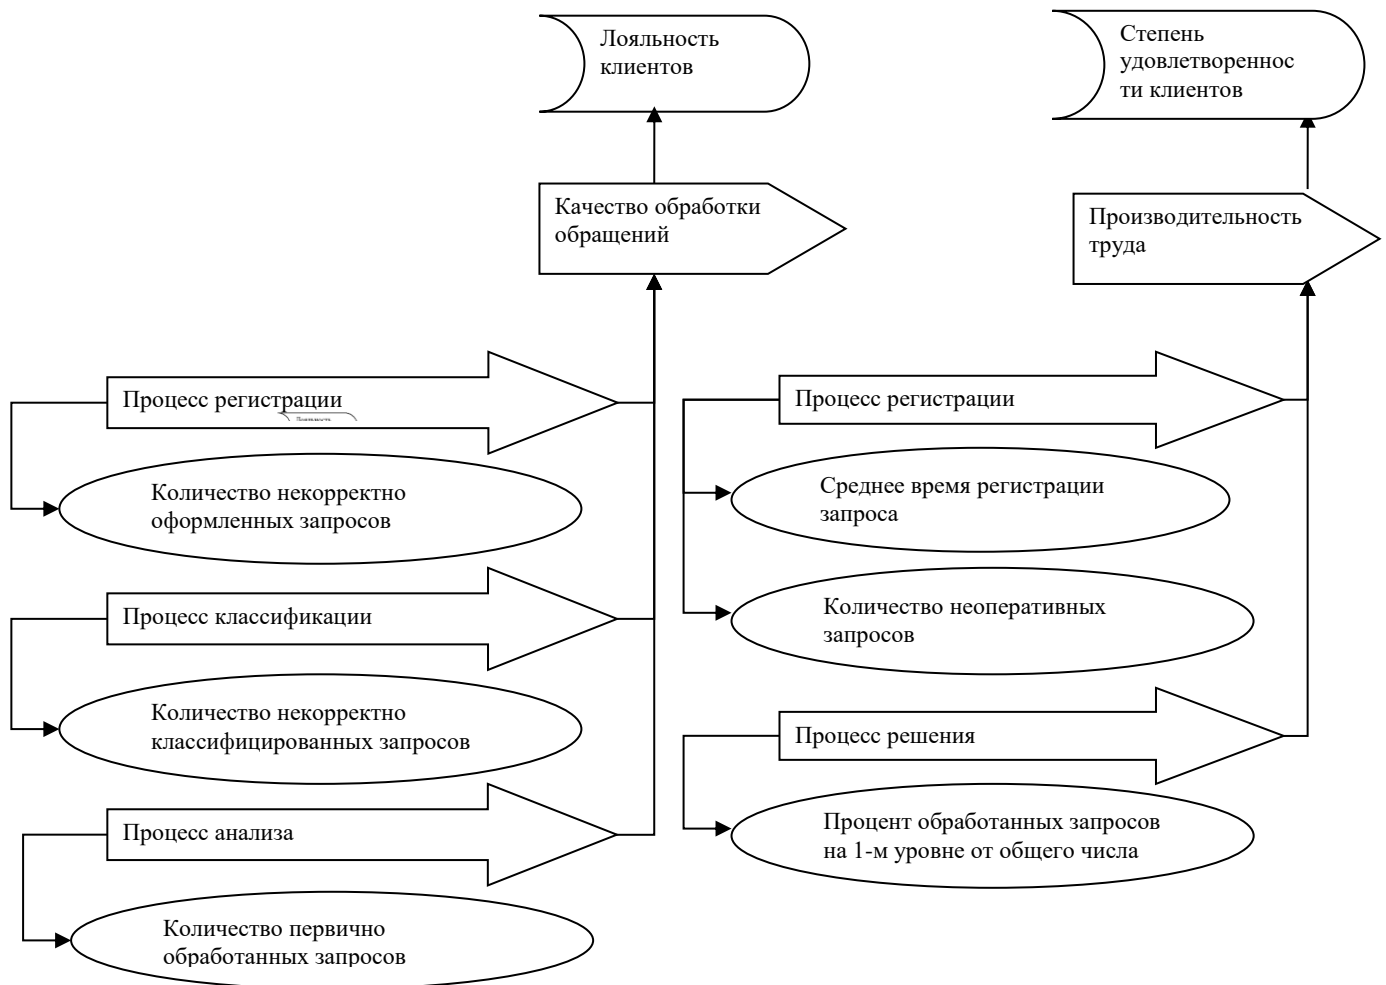 Лояльность
клиентов
Степень
удовлетвореннос
ти клиентов
Качество обработки
обращений
Производительность
труда
Процесс регистрации
Лояльность
Количество некорректно
оформленных запросов
Процесс классификации
Количество некорректно
классифицированных запросов
Процесс анализа
Количество первично
обработанных запросов
Процесс регистрации
Среднее время регистрации
запроса
Количество неоперативных
запросов
Процесс решения
Процент обработанных запросов
на 1-м уровне от общего числа